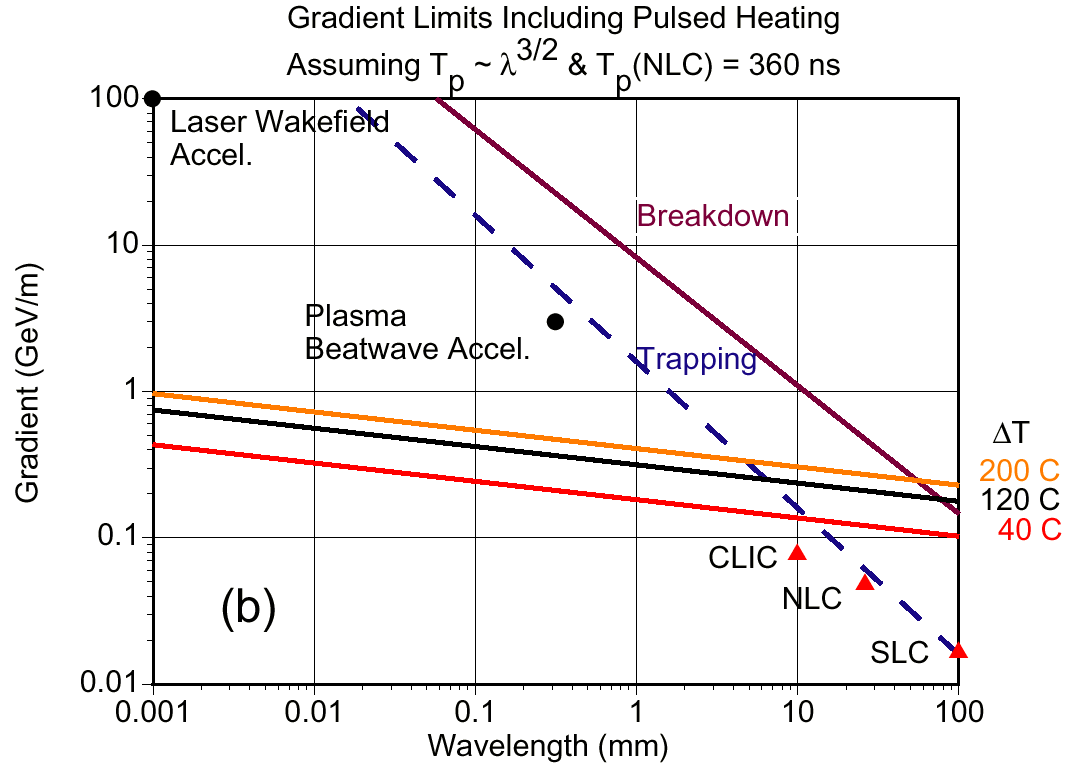 Gradient Limits Including Pulsed Heating
Assuming Tp ~ λ^3/2 & Tp(NLC) = 360 ns
100
Laser Wakefield
Accel.
Breakdown
10
Plasma
Beatwave Accel.
Trapping
1
Gradient (GeV/m)
ΔT
200 C
120 C
40 C
0.1
CLIC
NLC
(b)
SLC
0.01
0.001 0.01 0.1 1 10 100
Wavelength (mm)